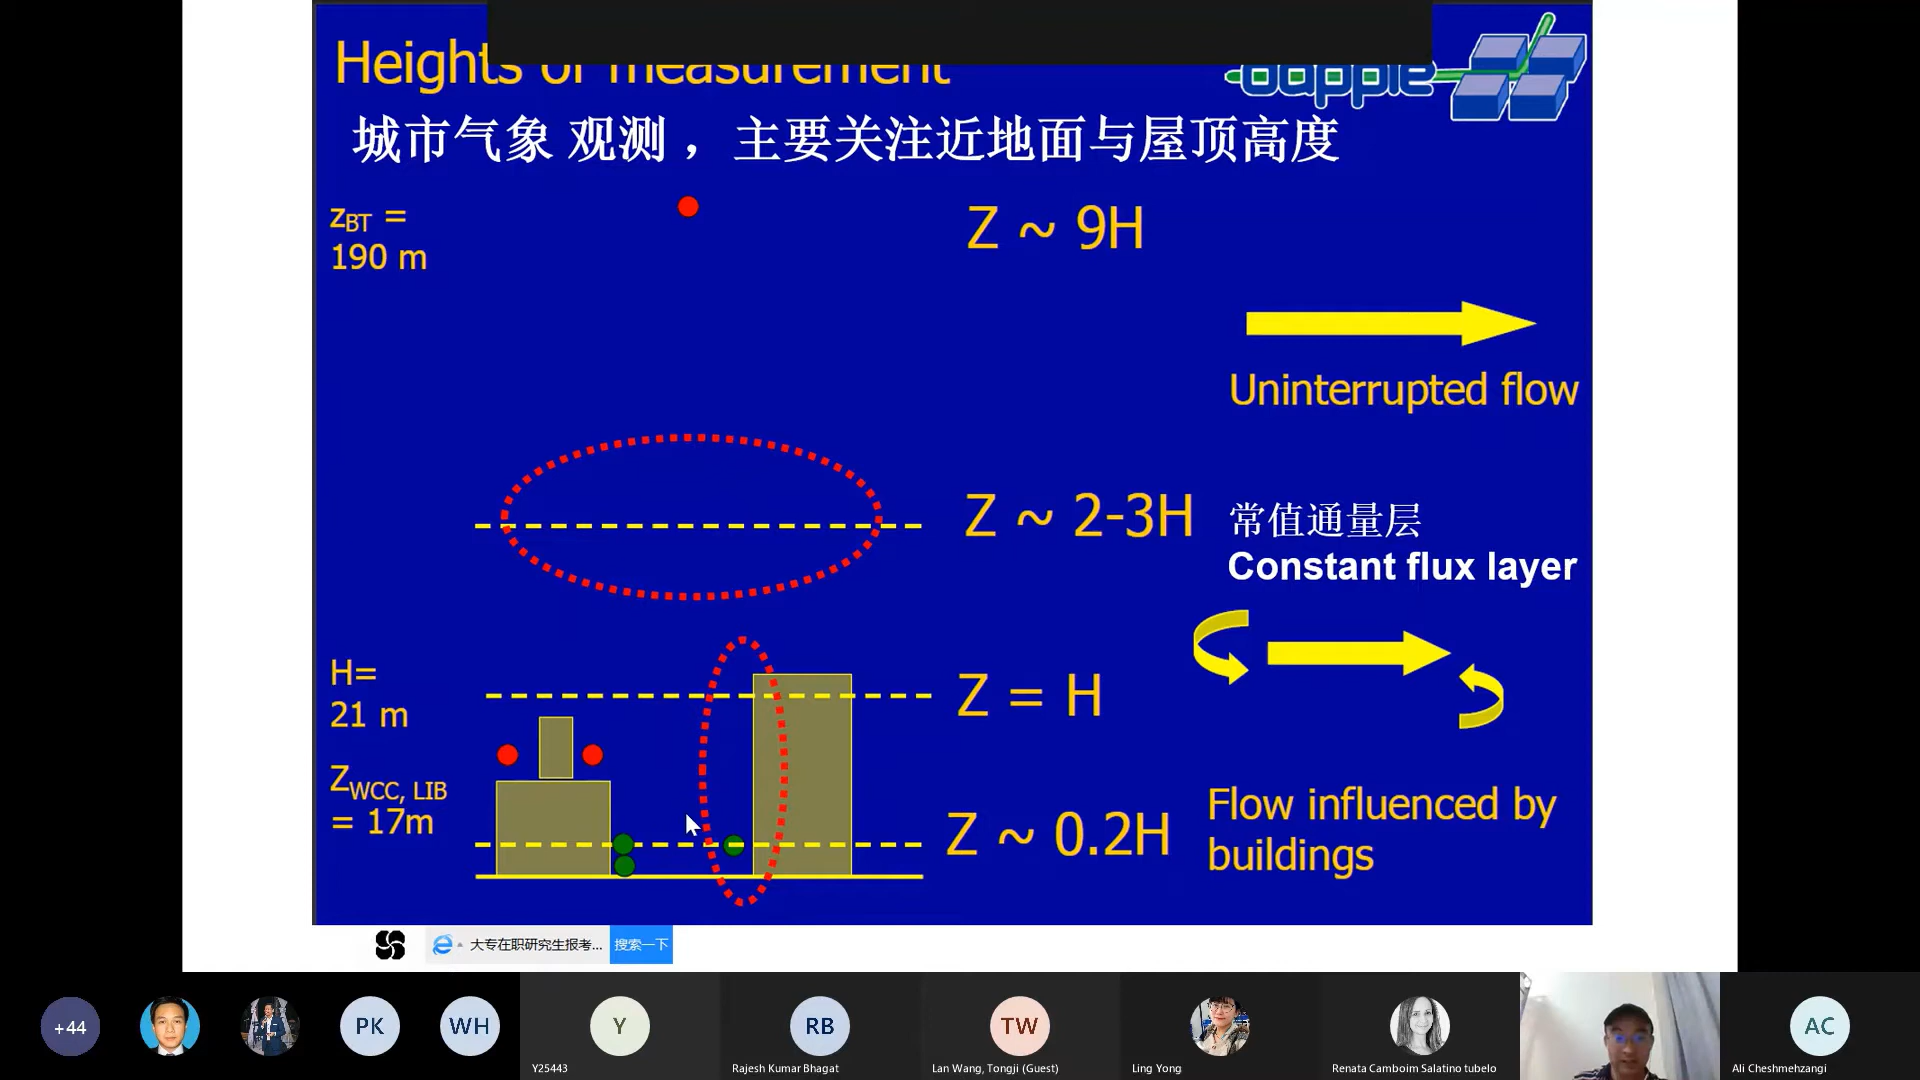 Heights of measurement
dapple
城市气象 观测 ，主要关注近地面与屋顶高度
zBT =
190 m
Z ~ 9H
Uninterrupted flow
Z ~ 2-3H
常值通量层
Constant flux layer
H=
21 m
Z = H
ZWCC, LIB
= 17m
Z ~ 0.2H
Flow influenced by
buildings
大专在职研究生报考...
搜索一下
+44
PK
WH
Y
RB
TW
AC
Y25443
Rajesh Kumar Bhagat
Lan Wang, Tongji (Guest)
Ling Yong
Renata Camboim Salatino tubelo
Ali Cheshmehzangi